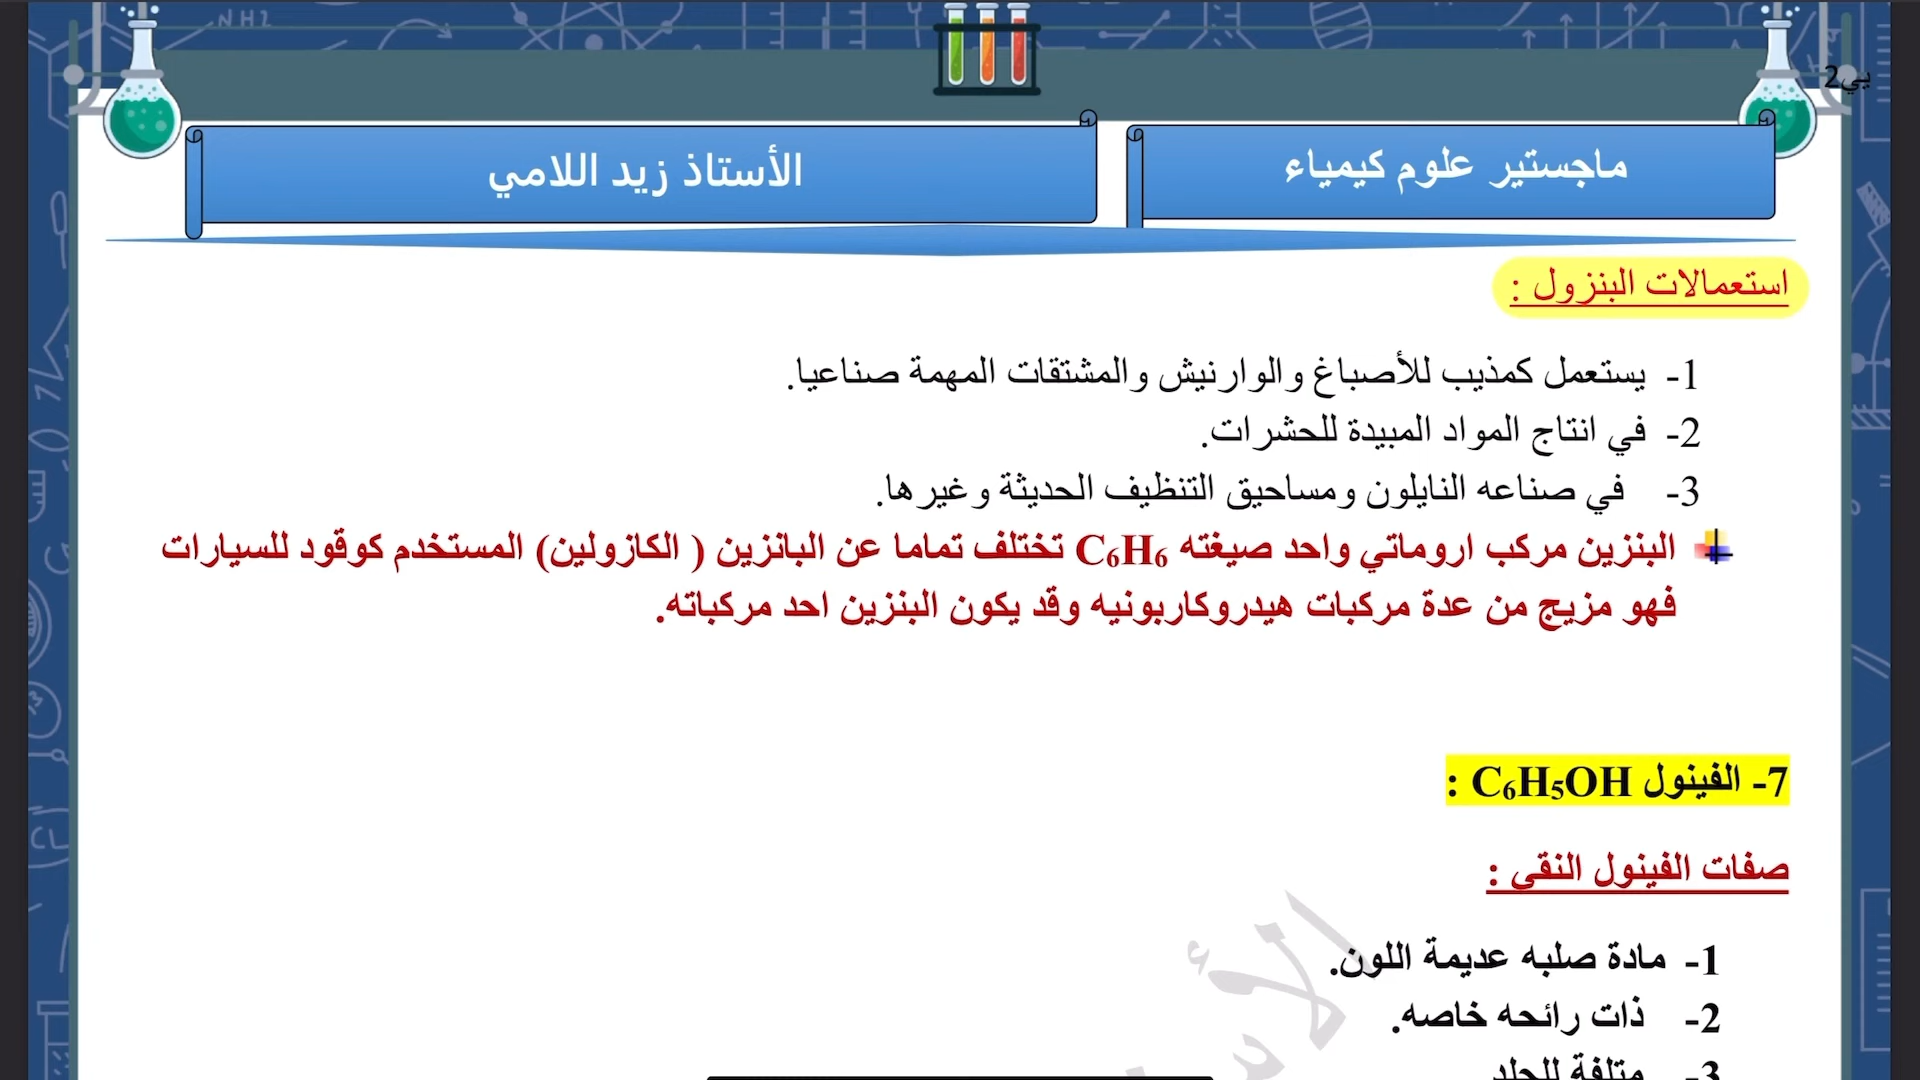 NH2
بي2
ماجستير علوم كيمياء
الأستاذ زيد اللامي
استعمالات البنزول :
1- يستعمل كمذيب للأصباغ والوارنيش والمشتقات المهمة صناعيا.
2- في انتاج المواد المبيدة للحشرات.
3- في صناعه النايلون ومساحيق التنظيف الحديثة وغيرها.
البنزين مركب اروماتي واحد صيغته C₆H₆ تختلف تماما عن البانزين ( الكازولين) المستخدم كوقود للسيارات
فهو مزيج من عدة مركبات هيدروكاربونيه وقد يكون البنزين احد مركباته.
7- الفينول C₆H₅OH :
صفات الفينول النقي :
1- مادة صلبه عديمة اللون.
2- ذات رائحه خاصه.
3- متلفة للجلد